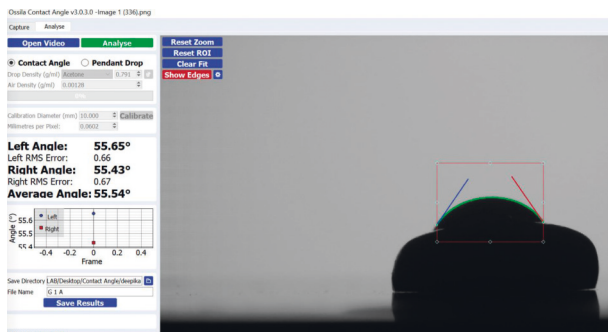 Ossila Contact Angle v3.0.3.0 -Image 1 (336).png
Capture Analyse
Open Video Analyse
Contact Angle Pendant Drop
Drop Density (g/ml) Acetone 0.791
Air Density (g/ml) 0.00128
Calibration Diameter (mm) 10.000 Calibrate
Millimetres per Pixel: 0.0602
Left Angle: 55.65°
Left RMS Error: 0.66
Right Angle: 55.43°
Right RMS Error: 0.67
Average Angle: 55.54°
Angle (°)
55.6
55.5
55.4
Left
Right
-0.4 -0.2 0 0.2 0.4
Frame
Save Directory LAB/Desktop/Contact Angle/deepika
File Name G 1 A
Save Results
Reset Zoom
Reset ROI
Clear Fit
Show Edges